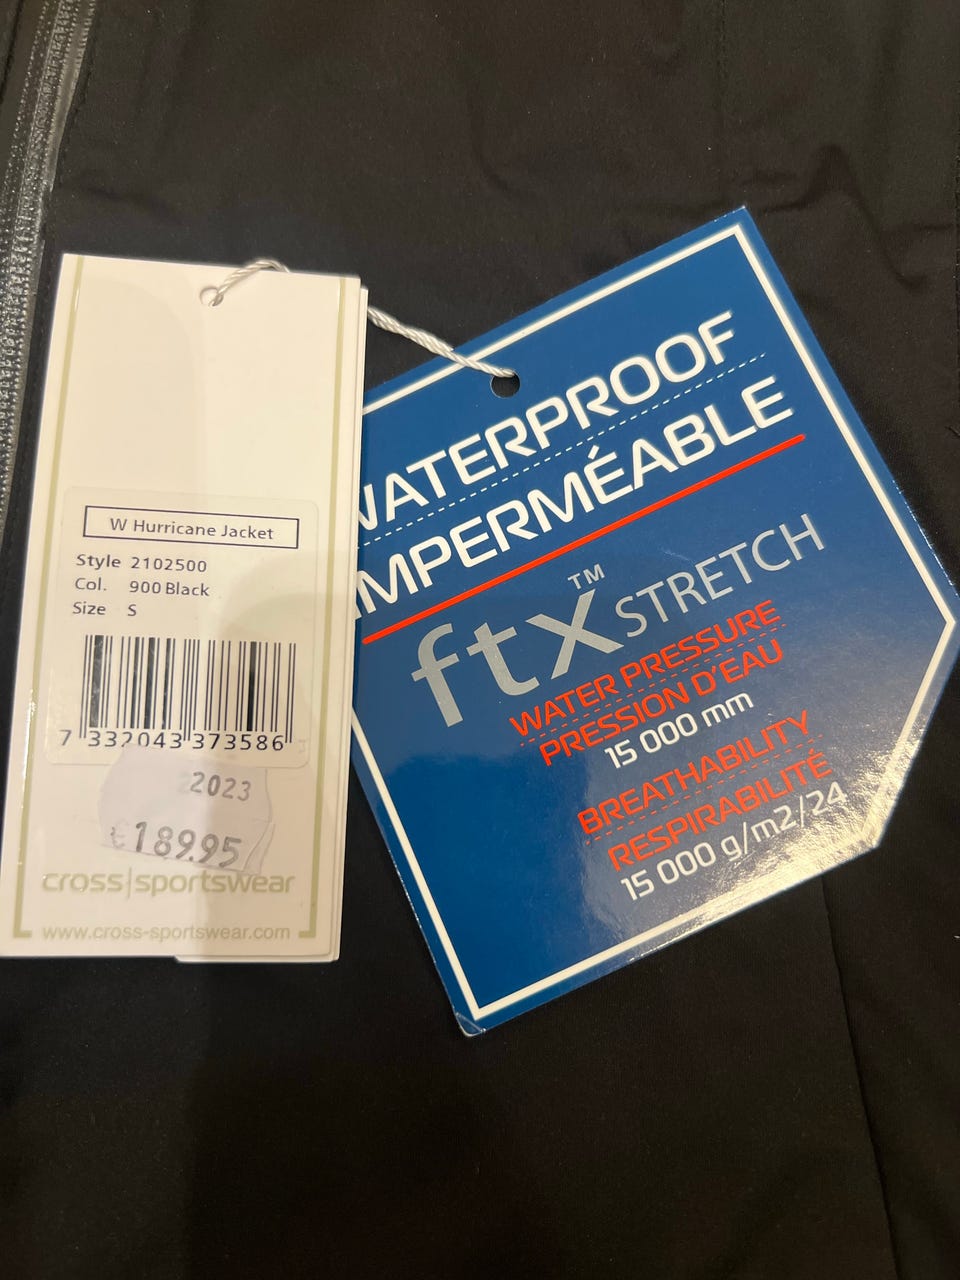 W Hurricane Jacket
Style 2102500
Col. 900 Black
Size S
7 332043 373586
2023
€189.95
cross|sportswear
www.cross-sportswear.com
WATERPROOF
IMPERMÉABLE
ftx™ STRETCH
WATER PRESSURE
PRESSION D'EAU
15 000 mm
BREATHABILITY
RESPIRABILITÉ
15 000 g/m2/24